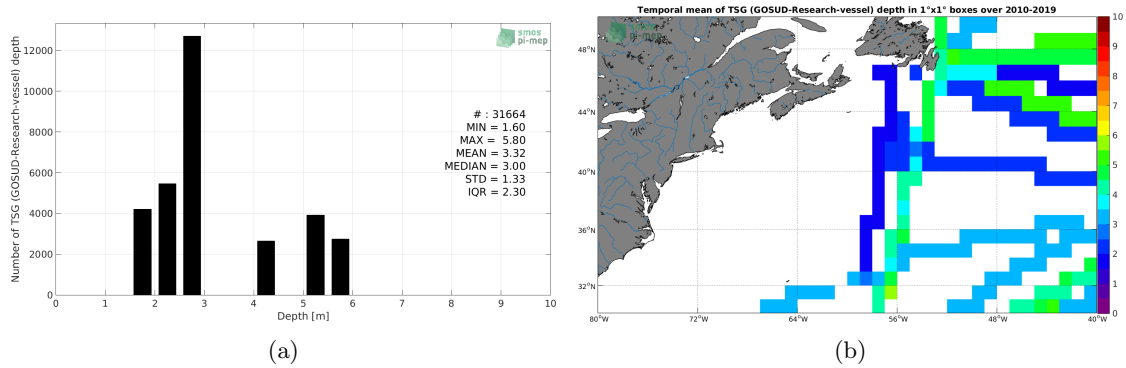 Number of TSG (GOSUD-Research-vessel) depth
12000
10000
8000
6000
4000
2000
0
smos
pi-mep
# : 31664
MIN = 1.60
MAX = 5.80
MEAN = 3.32
MEDIAN = 3.00
STD = 1.33
IQR = 2.30
0 1 2 3 4 5 6 7 8 9 10
Depth [m]
(a)
Temporal mean of TSG (GOSUD-Research-vessel) depth in 1°x1° boxes over 2010-2019
smos
pi-mep
48°N
44°N
40°N
36°N
32°N
80°W 72°W 64°W 56°W 48°W 40°W
10
9
8
7
6
5
4
3
2
1
0
(b)